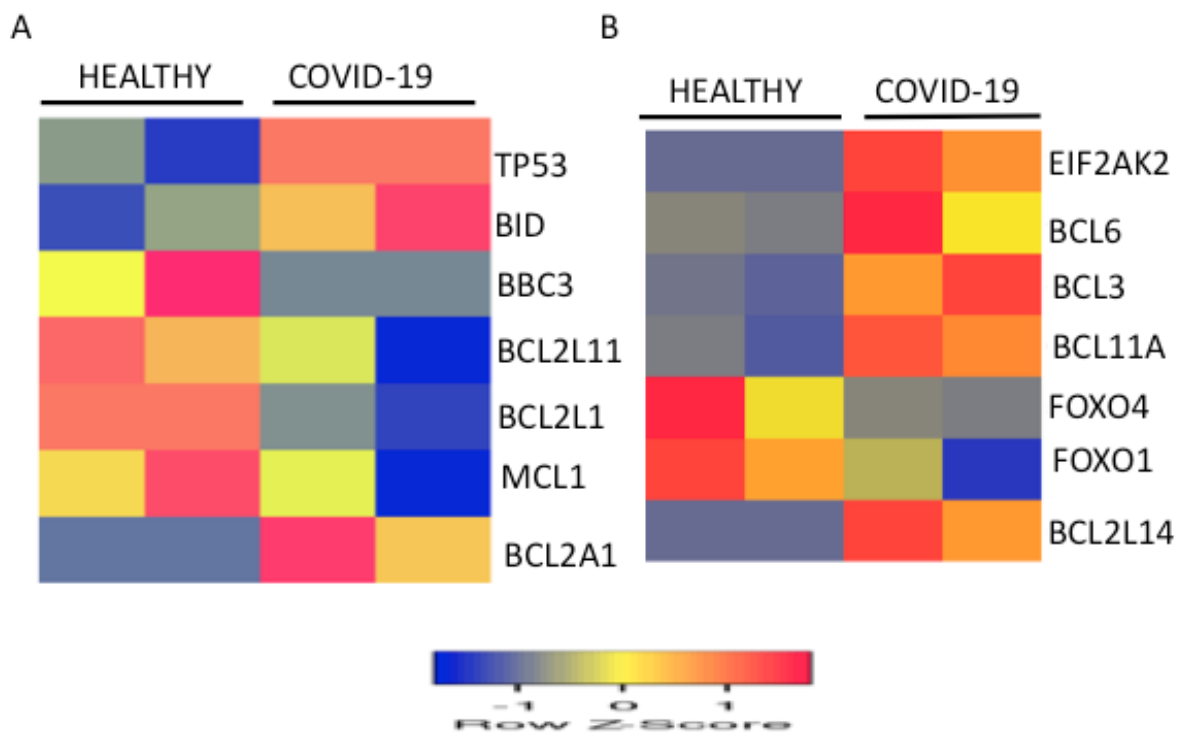 A
HEALTHY COVID-19
TP53
BID
BBC3
BCL2L11
BCL2L1
MCL1
BCL2A1
B
HEALTHY COVID-19
EIF2AK2
BCL6
BCL3
BCL11A
FOXO4
FOXO1
BCL2L14
-1 0 1
Row Z-Score